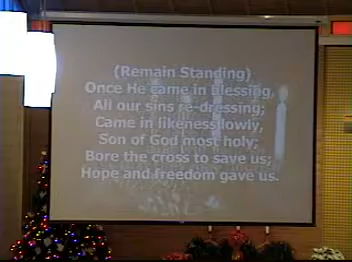 (Remain Standing)
Once He came in blessing,
All our sins re-dressing;
Came in likeness lowly,
Son of God most holy;
Bore the cross to save us;
Hope and freedom gave us.